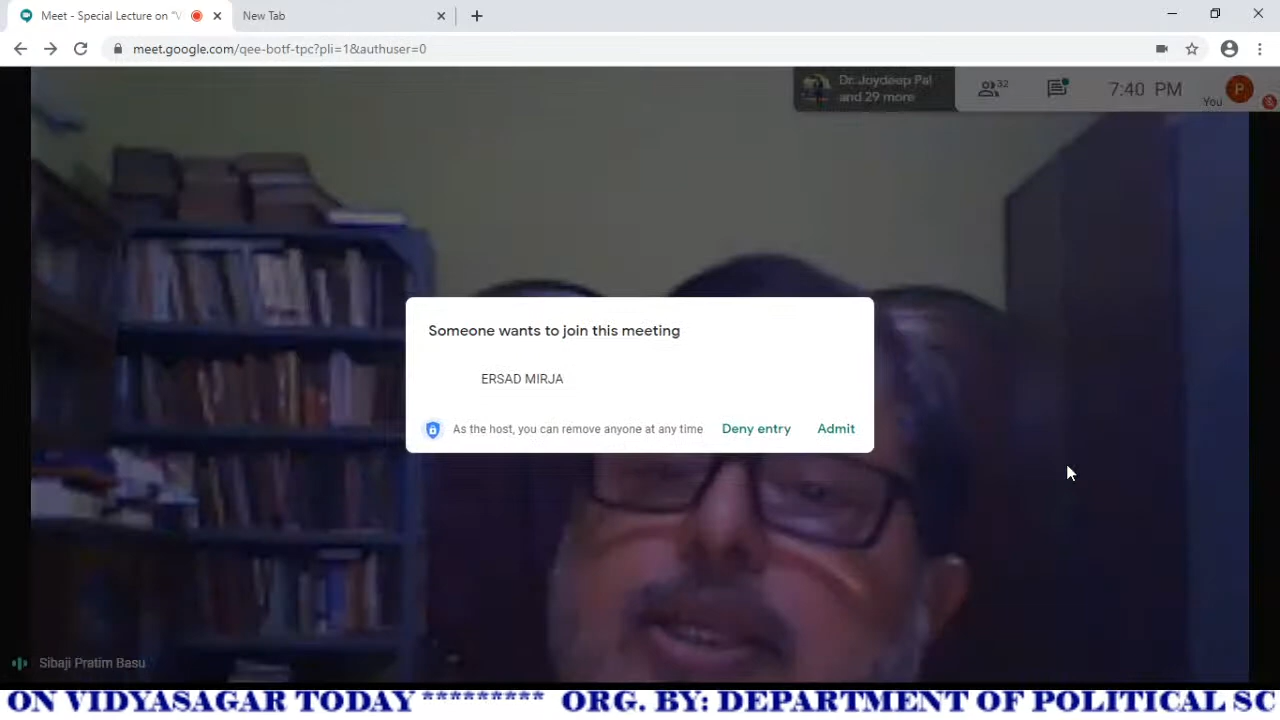 Meet - Special Lecture on "V
New Tab
meet.google.com/qee-botf-tpc?pli=1&authuser=0
Dr. Joydeep Pal
and 29 more
32
7:40 PM
You
P
Someone wants to join this meeting
ERSAD MIRJA
As the host, you can remove anyone at any time
Deny entry
Admit
Sibaji Pratim Basu
ON VIDYASAGAR TODAY ********* ORG. BY: DEPARTMENT OF POLITICAL SC